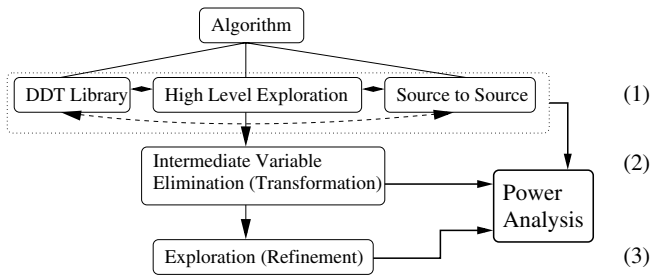 Algorithm
DDT Library
High Level Exploration
Source to Source
(1)
Intermediate Variable
Elimination (Transformation)
(2)
Power
Analysis
Exploration (Refinement)
(3)